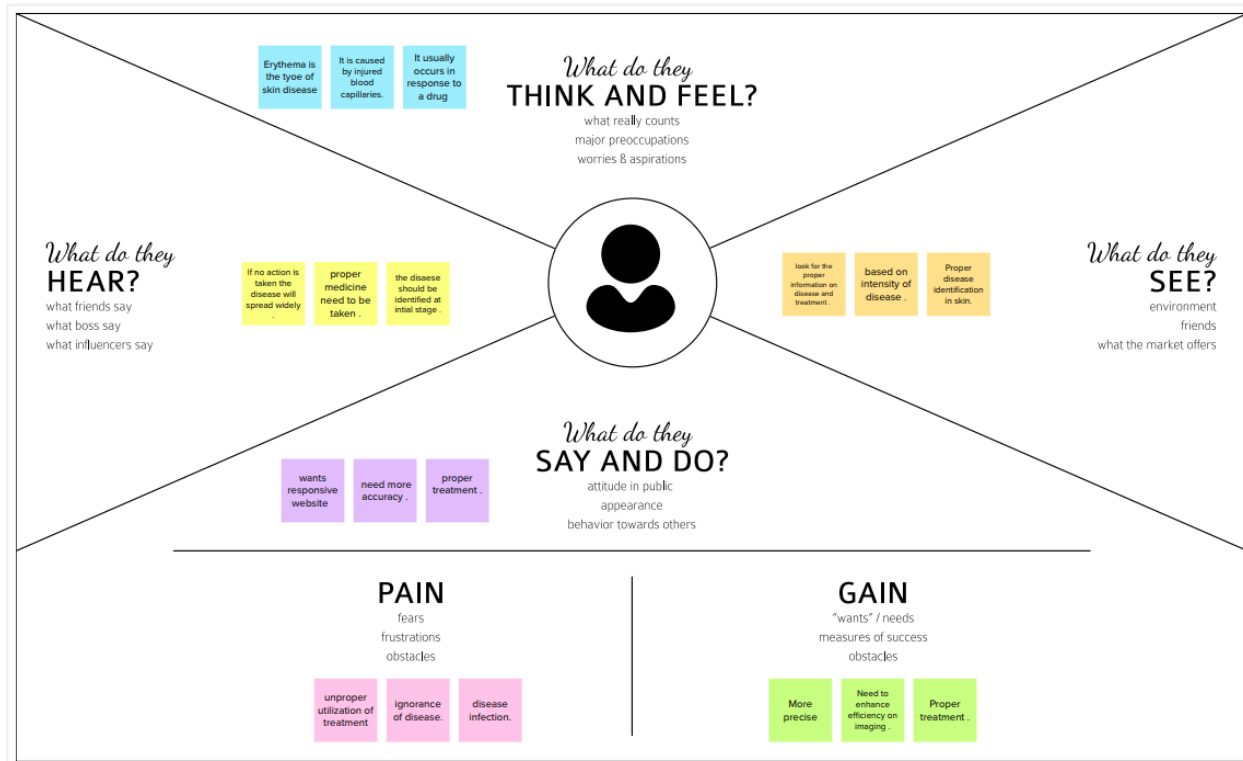 Erythema is
the tyoe of
skin disease
It is caused
by injured
blood
capillaries.
It usually
occurs in
response to
a drug
What do they
THINK AND FEEL?
what really counts
major preoccupations
worries & aspirations
What do they
HEAR?
what friends say
what boss say
what influencers say
If no action is
taken the
disease will
spread widely
.
proper
medicine
need to be
taken .
the disaese
should be
identified at
intial stage .
look for the
proper
information on
disease and
treatment .
based on
intensity of
disease .
Proper
disease
identification
in skin.
What do they
SEE?
environment
friends
what the market offers
What do they
SAY AND DO?
attitude in public
appearance
behavior towards others
wants
responsive
website
need more
accuracy .
proper
treatment .
PAIN
fears
frustrations
obstacles
unproper
utilization of
treatment
ignorance
of disease.
disease
infection.
GAIN
"wants" / needs
measures of success
obstacles
More
precise
Need to
enhance
efficiency on
imaging .
Proper
treatment .